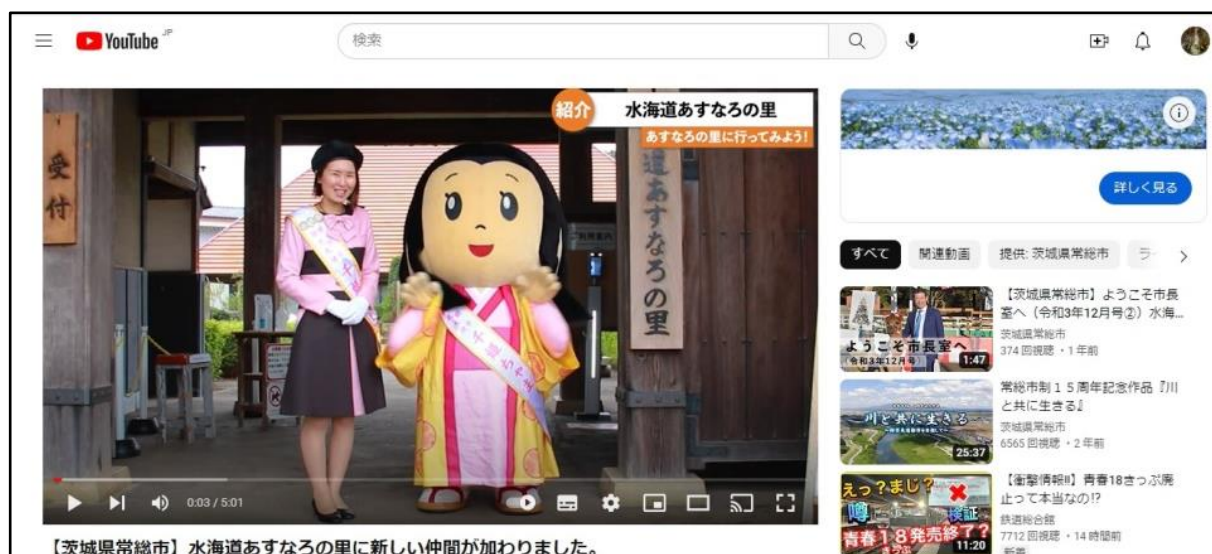 YouTube JP
検索
受付
紹介 水海道あすなろの里
あすなろの里に行ってみよう!
道あすなろの里
ご利用案内
千姫ちゃま
0:03 / 5:01
【茨城県常総市】水海道あすなろの里に新しい仲間が加わりました。
詳しく見る
すべて 関連動画 提供: 茨城県常総市 ラ
ようこそ市長室へ
(令和3年12月号)
1:47
【茨城県常総市】ようこそ市長
室へ(令和3年12月号②)水海...
茨城県常総市
374 回視聴・1 年前
川と共に生きる
25:37
常総市制15周年記念作品『川
と共に生きる』
茨城県常総市
6565 回視聴・2 年前
えっ?まじ?
噂 検証
青春18発売終了?
11:20
【衝撃情報!!】青春18きっぷ廃
止って本当なの!?
鉄道総合館
7712 回視聴・14 時間前
新着